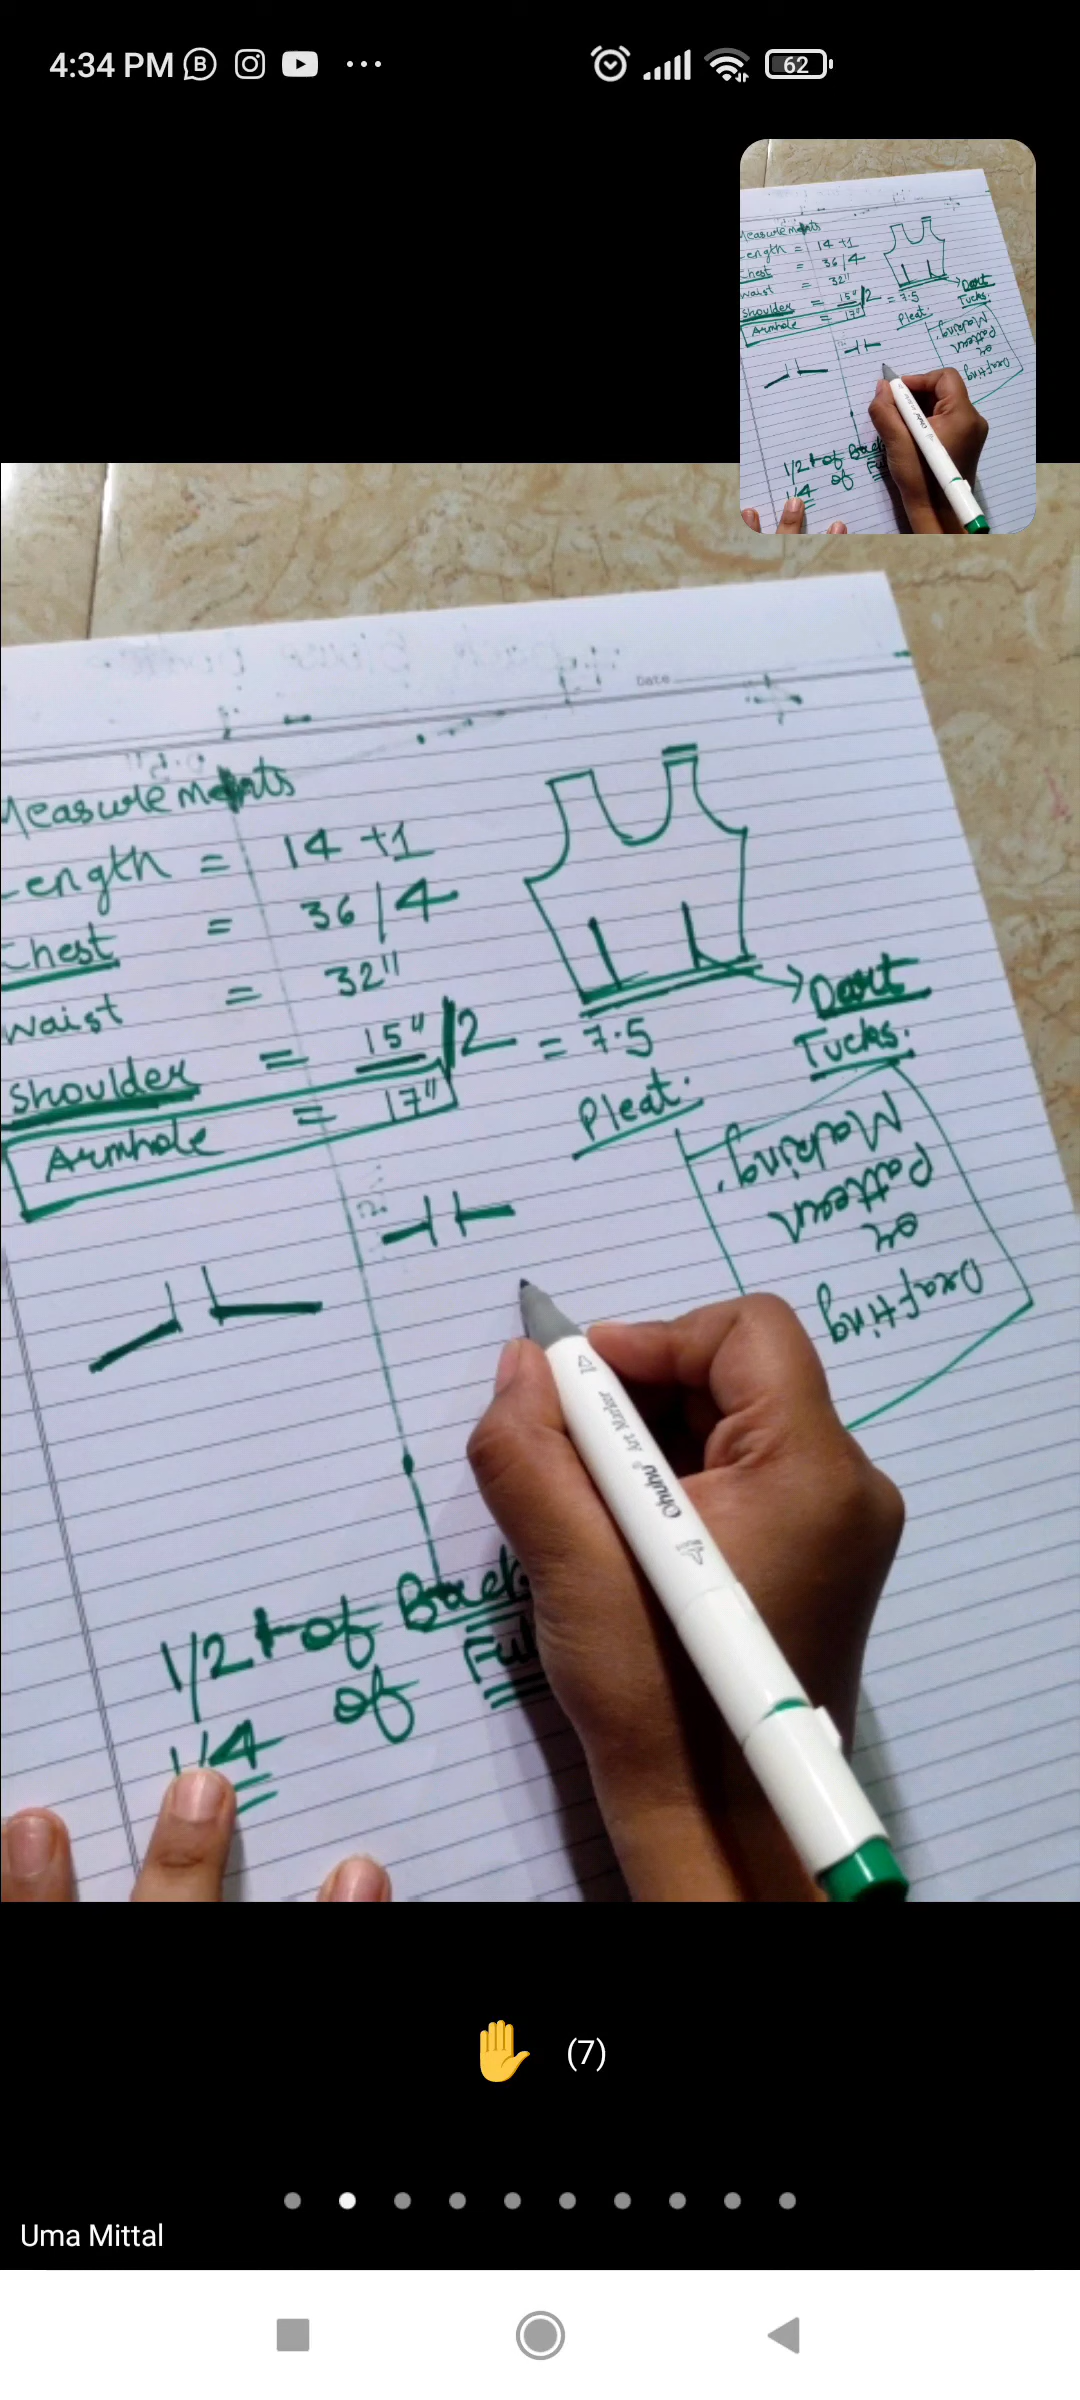 4:34 PM
62
Date
Measurements
Length = 14 +1
Chest = 36/4
Waist = 32"
Shoulder = 15"/2 = 7.5
Armhole = 17"
Dart
Tucks.
Pleat.
Drafting
or
Pattern
Making.
Ohuhu® Art Marker
1/2 of Back
1/4 of
(7)
Uma Mittal